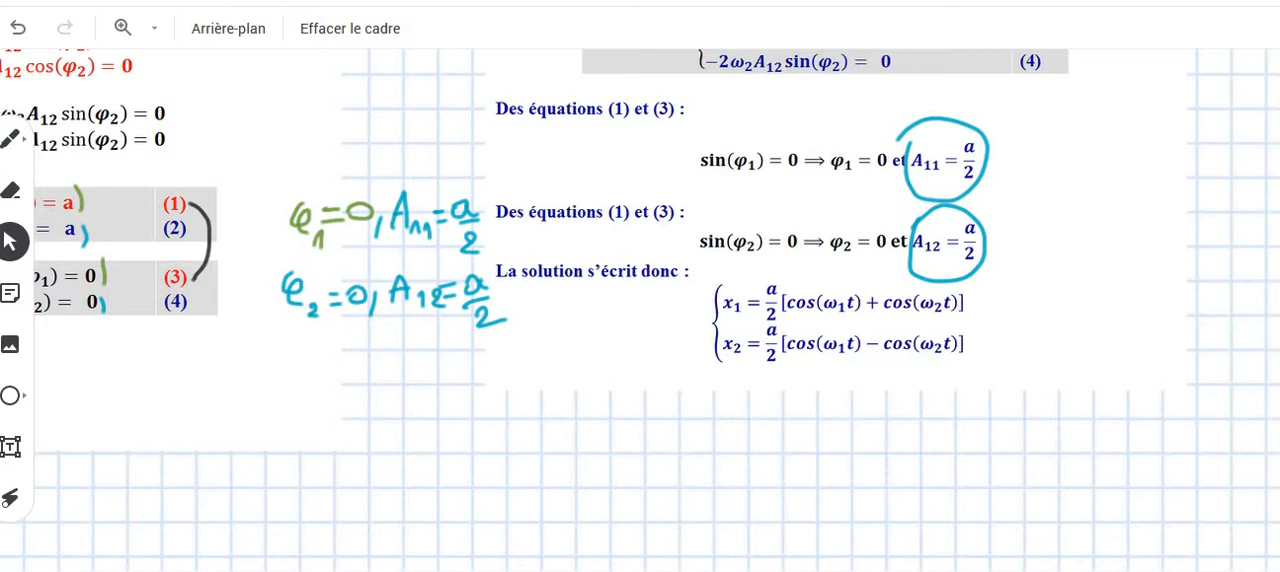 Arrière-plan Effacer le cadre
A₁₂ cos(φ₂) = 0
A₁₂ sin(φ₂) = 0
A₁₂ sin(φ₂) = 0
= a) (1)
= a) (2)
φ₁) = 0) (3)
₂) = 0) (4)
φ₁=0, A₁₁=a/2
φ₂=0, A₁₂=a/2
−2ω₂A₁₂ sin(φ₂) = 0 (4)
Des équations (1) et (3) :
sin(φ₁) = 0 ⟹ φ₁ = 0 et A₁₁ = a/2
Des équations (1) et (3) :
sin(φ₂) = 0 ⟹ φ₂ = 0 et A₁₂ = a/2
La solution s’écrit donc :
x₁ = a/2 [cos(ω₁t) + cos(ω₂t)]
x₂ = a/2 [cos(ω₁t) − cos(ω₂t)]